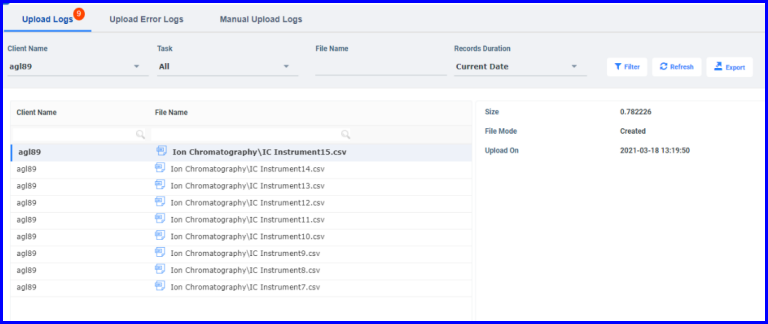 Upload Logs 9 Upload Error Logs Manual Upload Logs
Client Name Task File Name Records Duration
agl89 All Current Date Filter Refresh Export
Client Name File Name
agl89 Ion Chromatography\IC Instrument15.csv
agl89 Ion Chromatography\IC Instrument14.csv
agl89 Ion Chromatography\IC Instrument13.csv
agl89 Ion Chromatography\IC Instrument12.csv
agl89 Ion Chromatography\IC Instrument11.csv
agl89 Ion Chromatography\IC Instrument10.csv
agl89 Ion Chromatography\IC Instrument9.csv
agl89 Ion Chromatography\IC Instrument8.csv
agl89 Ion Chromatography\IC Instrument7.csv
Size 0.782226
File Mode Created
Upload On 2021-03-18 13:19:50